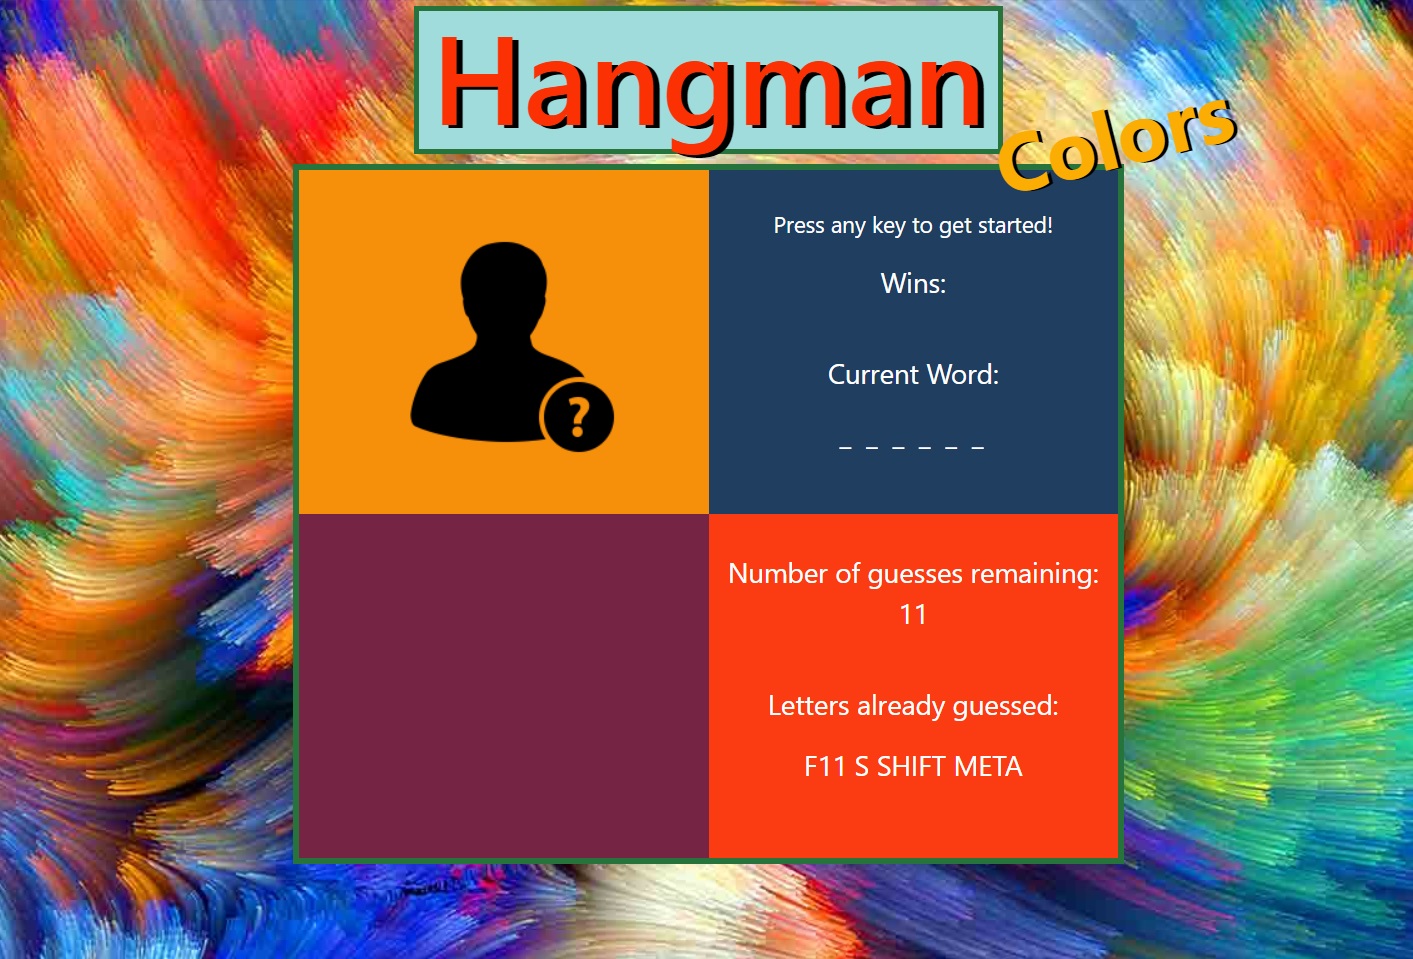 Hangman
Colors
Press any key to get started!
Wins:
Current Word:
_ _ _ _ _ _
?
Number of guesses remaining:
11
Letters already guessed:
F11 S SHIFT META